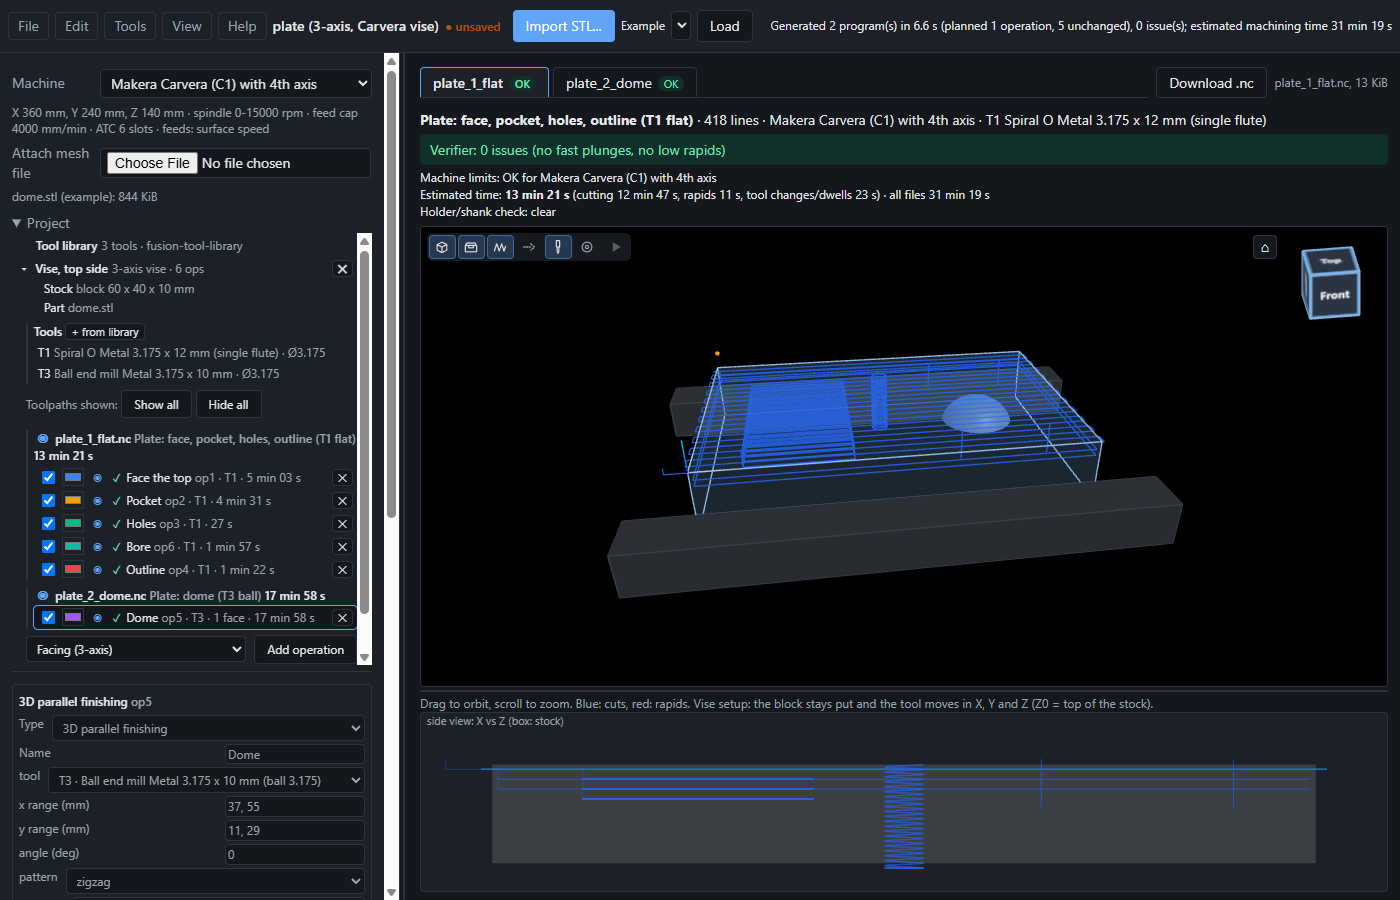 File Edit Tools View Help plate (3-axis, Carvera vise) • unsaved Import STL... Example Load Generated 2 program(s) in 6.6 s (planned 1 operation, 5 unchanged), 0 issue(s); estimated machining time 31 min 19 s
Machine Makera Carvera (C1) with 4th axis
X 360 mm, Y 240 mm, Z 140 mm · spindle 0-15000 rpm · feed cap
4000 mm/min · ATC 6 slots · feeds: surface speed
Attach mesh file Choose File No file chosen
dome.stl (example): 844 KiB
▼ Project
Tool library 3 tools · fusion-tool-library
Vise, top side 3-axis vise · 6 ops
Stock block 60 x 40 x 10 mm
Part dome.stl
Tools + from library
T1 Spiral O Metal 3.175 x 12 mm (single flute) · Ø3.175
T3 Ball end mill Metal 3.175 x 10 mm · Ø3.175
Toolpaths shown: Show all Hide all
plate_1_flat.nc Plate: face, pocket, holes, outline (T1 flat)
13 min 21 s
✓ Face the top op1 · T1 · 5 min 03 s
✓ Pocket op2 · T1 · 4 min 31 s
✓ Holes op3 · T1 · 27 s
✓ Bore op6 · T1 · 1 min 57 s
✓ Outline op4 · T1 · 1 min 22 s
plate_2_dome.nc Plate: dome (T3 ball) 17 min 58 s
✓ Dome op5 · T3 · 1 face · 17 min 58 s
Facing (3-axis) Add operation
3D parallel finishing op5
Type 3D parallel finishing
Name Dome
tool T3 · Ball end mill Metal 3.175 x 10 mm (ball 3.175)
x range (mm) 37, 55
y range (mm) 11, 29
angle (deg) 0
pattern zigzag
plate_1_flat OK plate_2_dome OK Download .nc plate_1_flat.nc, 13 KiB
Plate: face, pocket, holes, outline (T1 flat) · 418 lines · Makera Carvera (C1) with 4th axis · T1 Spiral O Metal 3.175 x 12 mm (single flute)
Verifier: 0 issues (no fast plunges, no low rapids)
Machine limits: OK for Makera Carvera (C1) with 4th axis
Estimated time: 13 min 21 s (cutting 12 min 47 s, rapids 11 s, tool changes/dwells 23 s) · all files 31 min 19 s
Holder/shank check: clear
Top
Front
Drag to orbit, scroll to zoom. Blue: cuts, red: rapids. Vise setup: the block stays put and the tool moves in X, Y and Z (Z0 = top of the stock).
side view: X vs Z (box: stock)